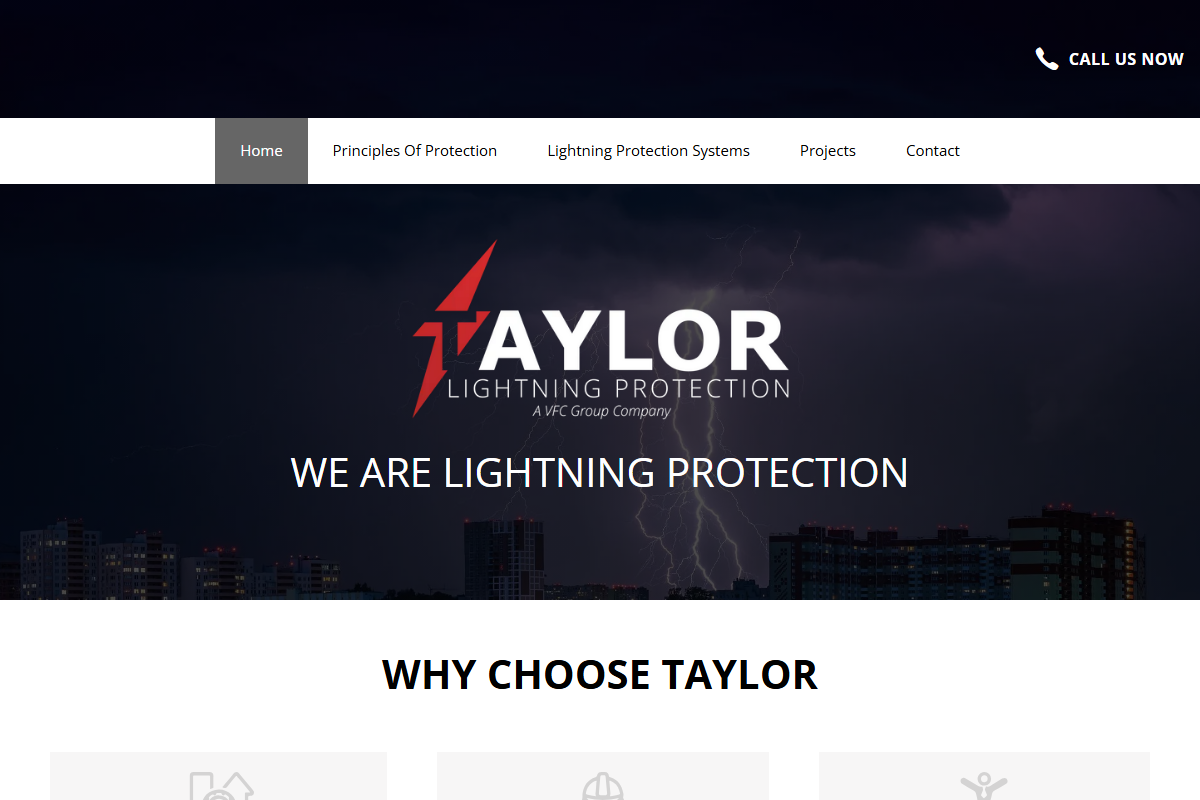 CALL US NOW
Home
Principles Of Protection
Lightning Protection Systems
Projects
Contact
TAYLOR
LIGHTNING PROTECTION
A VFC Group Company
WE ARE LIGHTNING PROTECTION
WHY CHOOSE TAYLOR